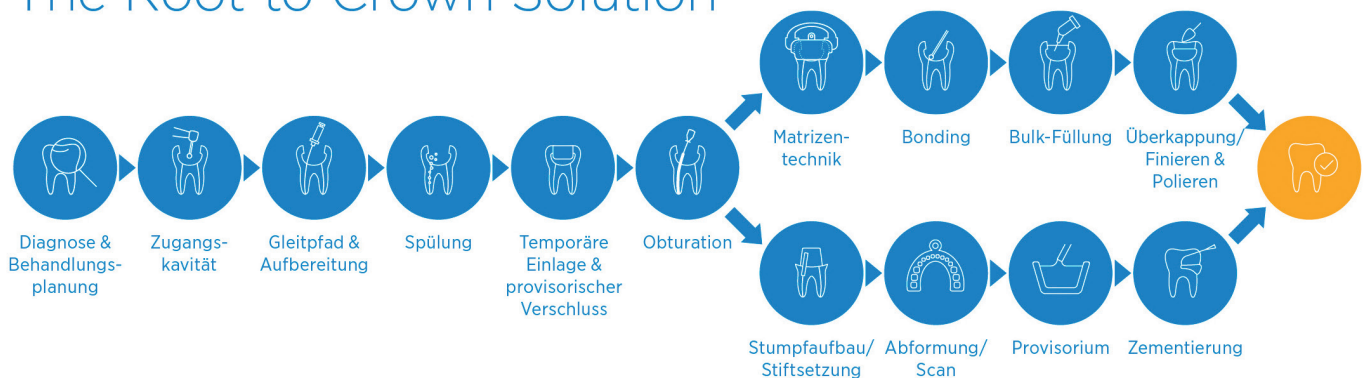 The Root to Crown Solution
Diagnose &
Behandlungs-
planung
Zugangs-
kavität
Gleitpfad &
Aufbereitung
Spülung
Temporäre
Einlage &
provisorischer
Verschluss
Obturation
Matrizen-
technik
Bonding
Bulk-Füllung
Überkappung/
Finieren &
Polieren
Stumpfaufbau/
Stiftsetzung
Abformung/
Scan
Provisorium
Zementierung